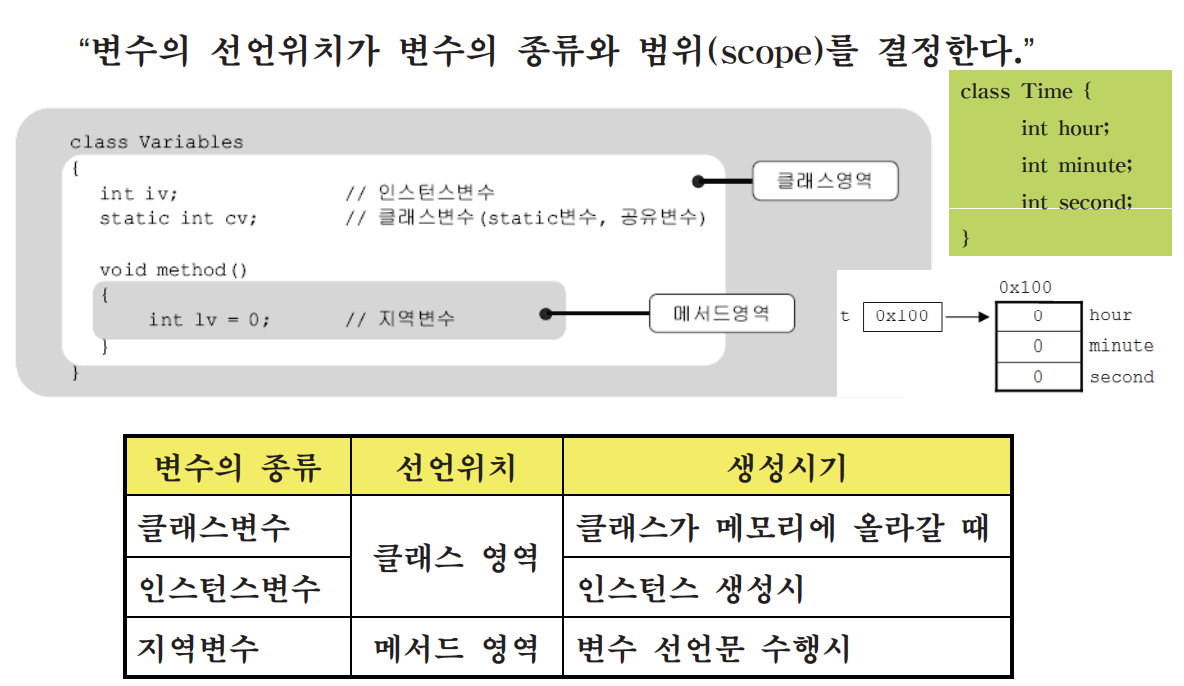 “변수의 선언위치가 변수의 종류와 범위(scope)를 결정한다.”
class Time {
int hour;
int minute;
int second;
}
class Variables
{
int iv; // 인스턴스변수
static int cv; // 클래스변수(static변수, 공유변수)
void method()
{
int lv = 0; // 지역변수
}
}
클래스영역
메서드영역
0x100
t 0x100 0 hour
0 minute
0 second
변수의 종류 선언위치 생성시기
클래스변수 클래스 영역 클래스가 메모리에 올라갈 때
인스턴스변수 인스턴스 생성시
지역변수 메서드 영역 변수 선언문 수행시